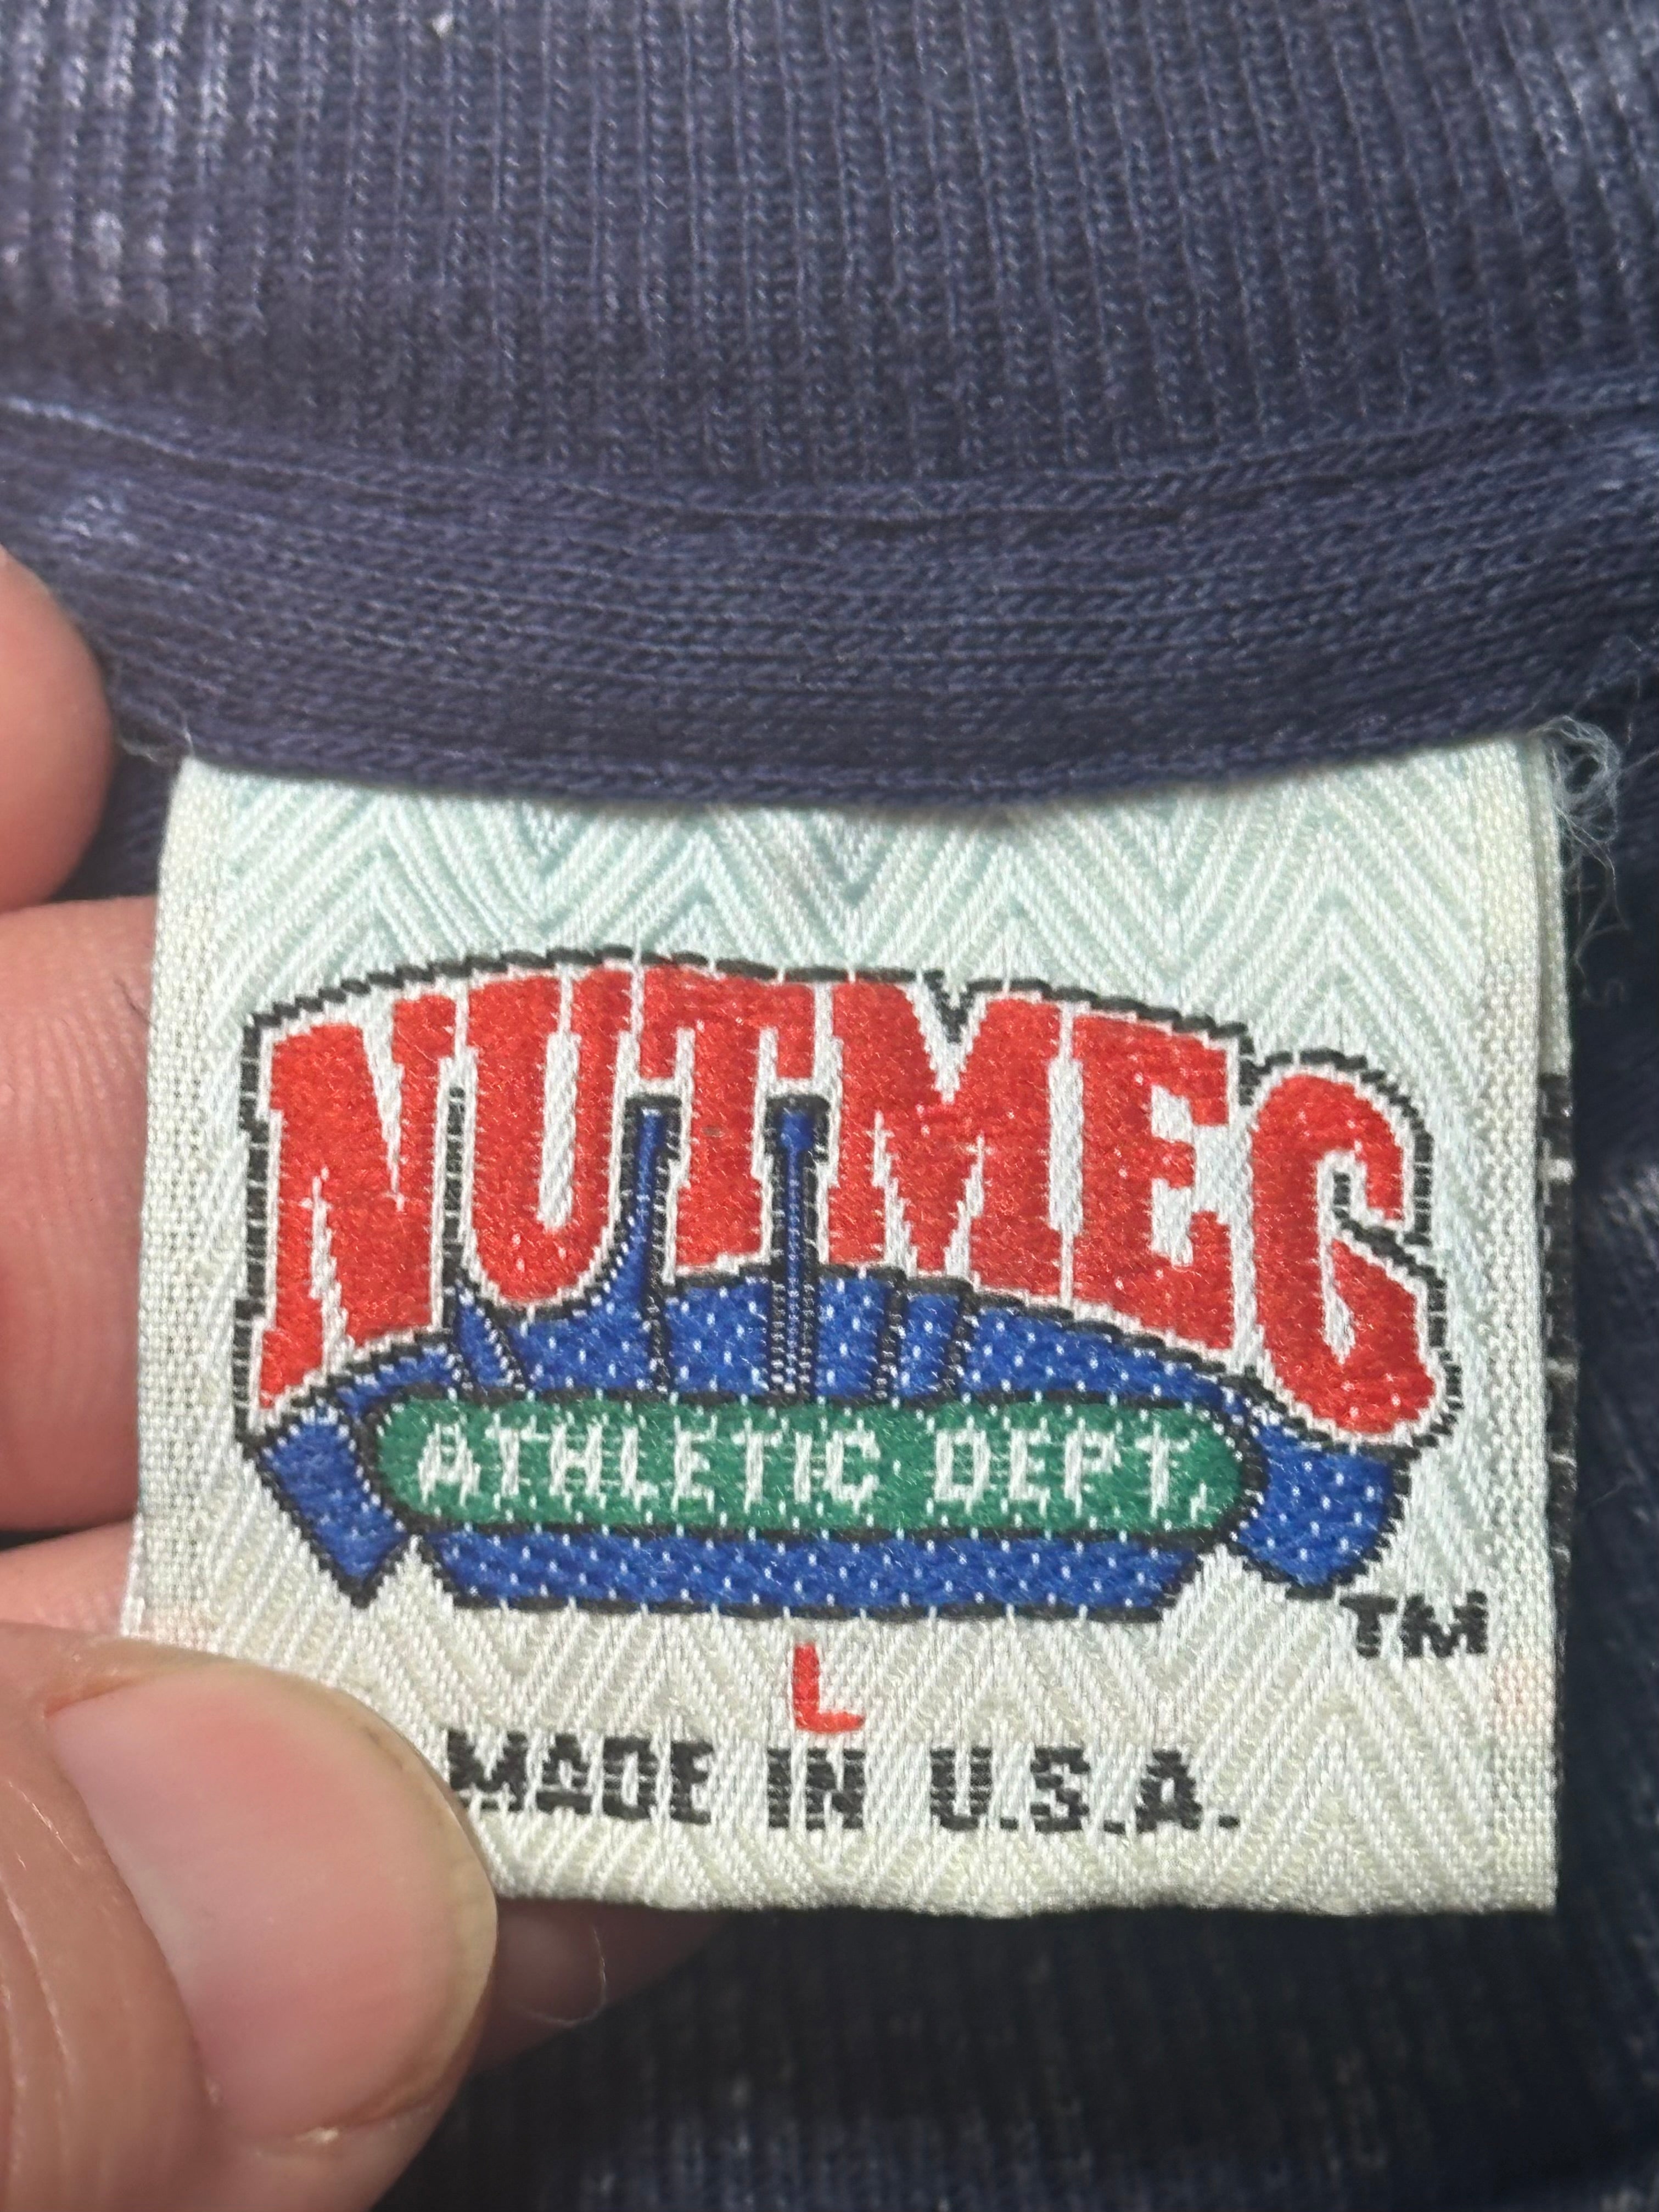 NUTMEG
ATHLETIC DEPT.
TM
L
MADE IN U.S.A.